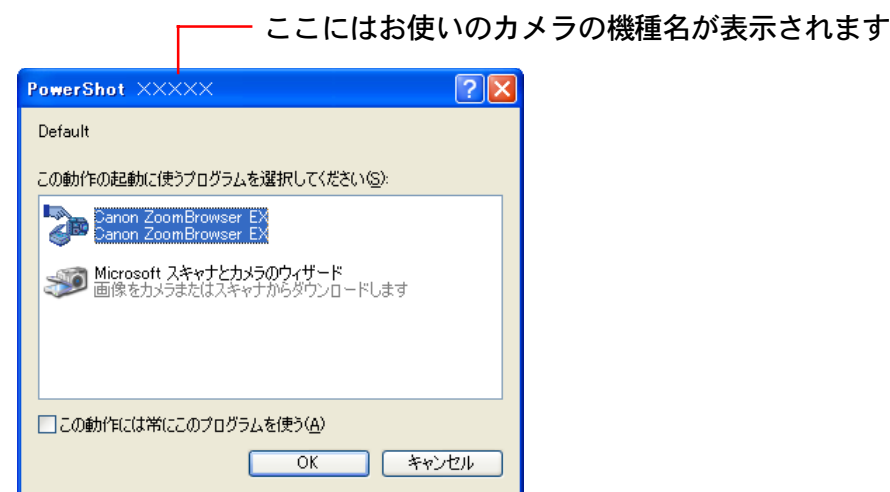 ここにはお使いのカメラの機種名が表示されます
PowerShot ×××××
Default
この動作の起動に使うプログラムを選択してください(S):
Canon ZoomBrowser EX
Canon ZoomBrowser EX
Microsoft スキャナとカメラのウィザード
画像をカメラまたはスキャナからダウンロードします
この動作には常にこのプログラムを使う(A)
OK
キャンセル